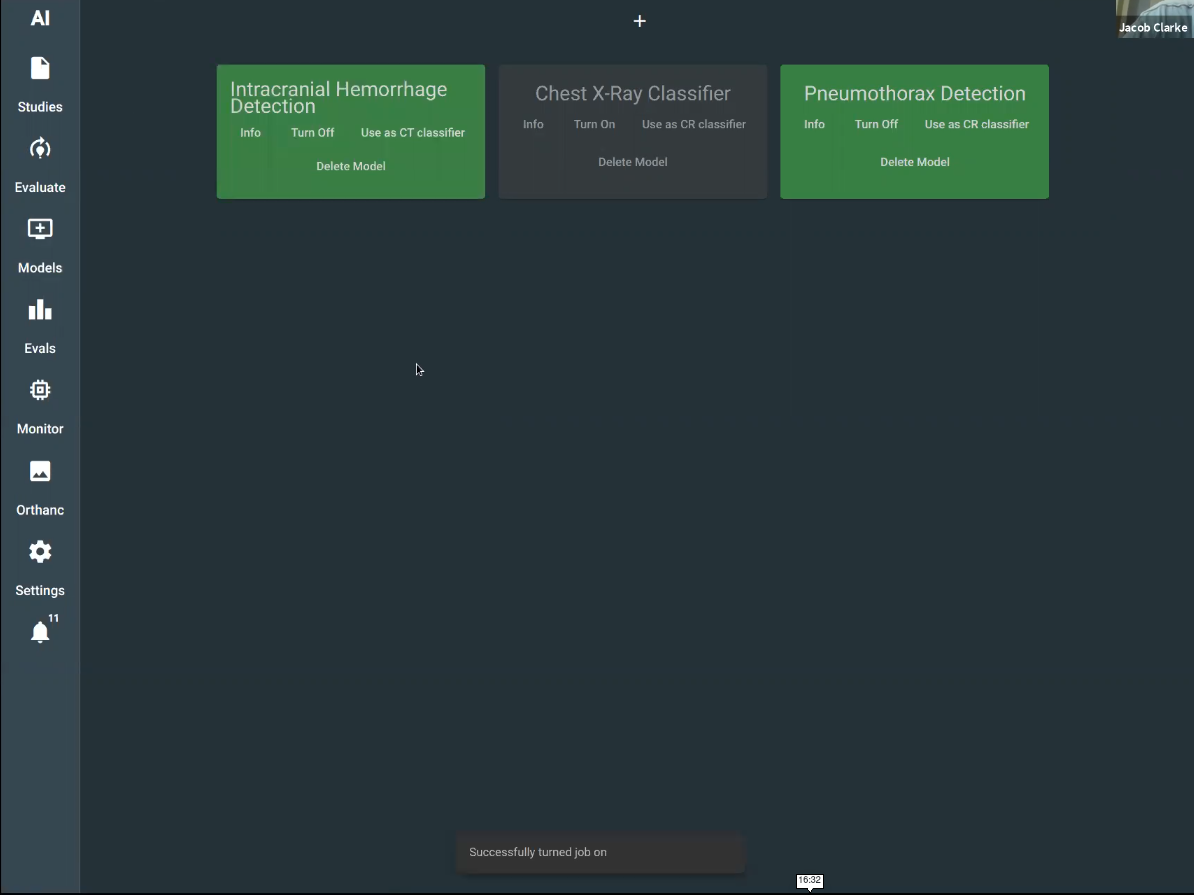 AI
Studies
Evaluate
Models
Evals
Monitor
Orthanc
Settings
11
+
Jacob Clarke
Intracranial Hemorrhage
Detection
Info Turn Off Use as CT classifier
Delete Model
Chest X-Ray Classifier
Info Turn On Use as CR classifier
Delete Model
Pneumothorax Detection
Info Turn Off Use as CR classifier
Delete Model
Successfully turned job on
16:32